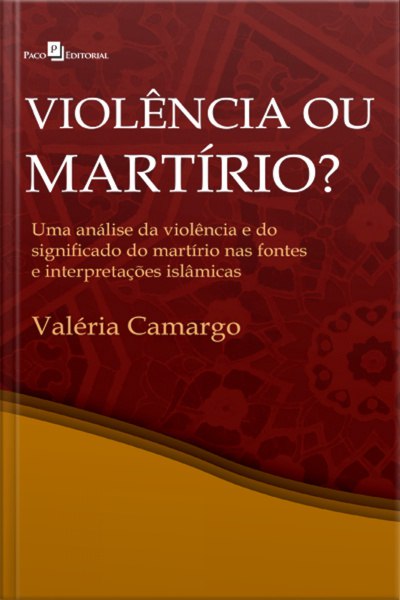 PACO P EDITORIAL
VIOLÊNCIA OU
MARTÍRIO?
Uma análise da violência e do
significado do martírio nas fontes
e interpretações islâmicas
Valéria Camargo